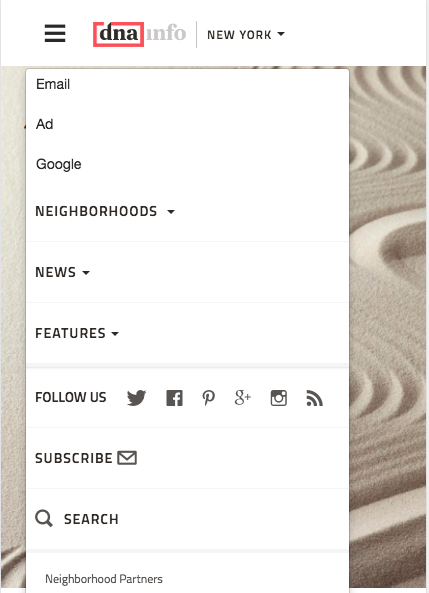 dnainfo NEW YORK
Email
Ad
Google
NEIGHBORHOODS
NEWS
FEATURES
FOLLOW US
SUBSCRIBE
SEARCH
Neighborhood Partners